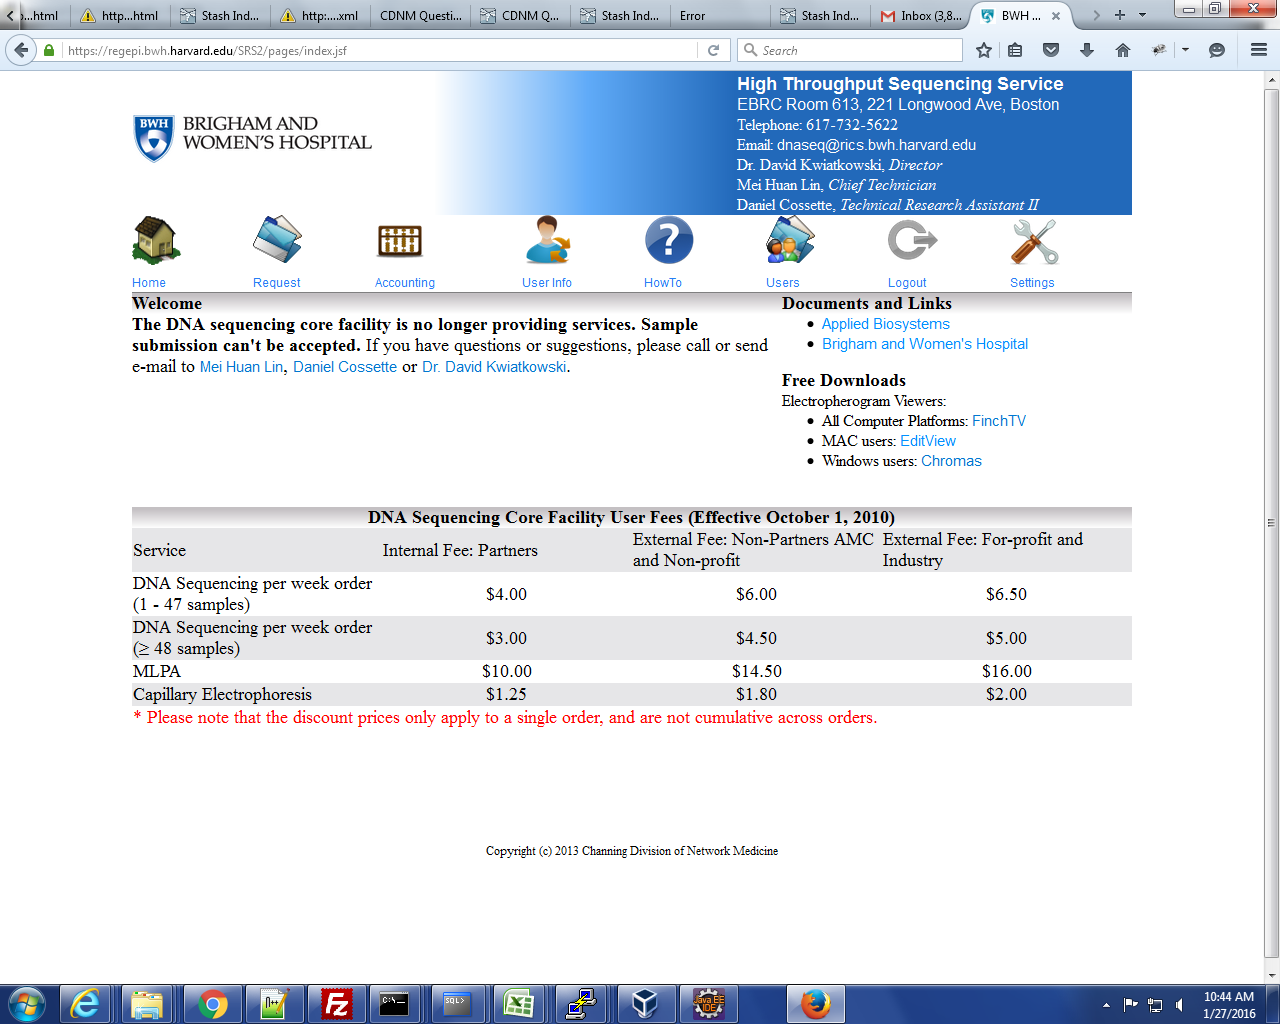 ...html
http...html
Stash Ind...
http:....xml
CDNM Questi...
CDNM Q...
Stash Ind...
Error
Stash Ind...
Inbox (3,8...
BWH ...
https://regepi.bwh.harvard.edu/SRS2/pages/index.jsf
Search
BWH
BRIGHAM AND
WOMEN'S HOSPITAL
High Throughput Sequencing Service
EBRC Room 613, 221 Longwood Ave, Boston
Telephone: 617-732-5622
Email: dnaseq@rics.bwh.harvard.edu
Dr. David Kwiatkowski, Director
Mei Huan Lin, Chief Technician
Daniel Cossette, Technical Research Assistant II
Home
Request
Accounting
User Info
HowTo
Users
Logout
Settings
Welcome
The DNA sequencing core facility is no longer providing services. Sample
submission can't be accepted. If you have questions or suggestions, please call or send
e-mail to Mei Huan Lin, Daniel Cossette or Dr. David Kwiatkowski.
Documents and Links
Applied Biosystems
Brigham and Women's Hospital
Free Downloads
Electropherogram Viewers:
All Computer Platforms: FinchTV
MAC users: EditView
Windows users: Chromas
DNA Sequencing Core Facility User Fees (Effective October 1, 2010)
Service
Internal Fee: Partners
External Fee: Non-Partners AMC
and Non-profit
External Fee: For-profit and
Industry
DNA Sequencing per week order
(1 - 47 samples)
$4.00
$6.00
$6.50
DNA Sequencing per week order
(≥ 48 samples)
$3.00
$4.50
$5.00
MLPA
$10.00
$14.50
$16.00
Capillary Electrophoresis
$1.25
$1.80
$2.00
* Please note that the discount prices only apply to a single order, and are not cumulative across orders.
Copyright (c) 2013 Channing Division of Network Medicine
C:\_
SQL>
Java EE
IDE
10:44 AM
1/27/2016